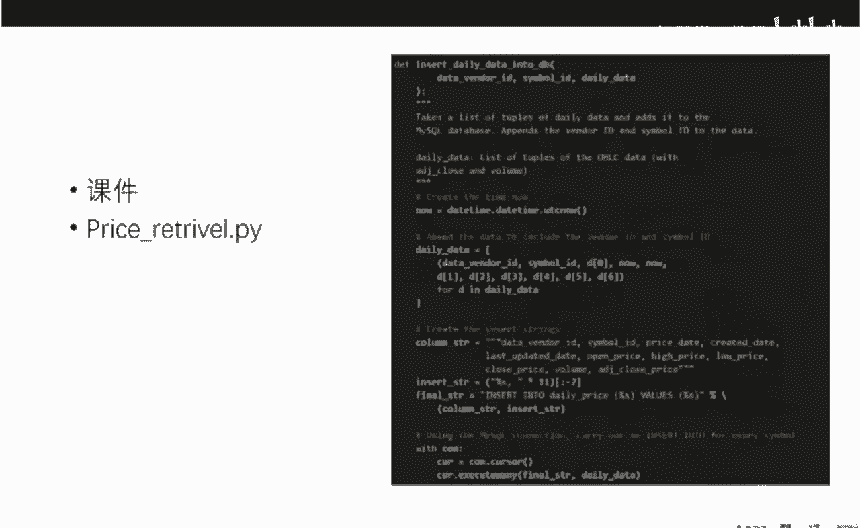 • 课件
• Price_retrivel.py
def insert_daily_data_into_db(
data_vendor_id, symbol_id, daily_data
):
"""
Takes a list of tuples of daily data and adds it to the
MySQL database. Appends the vendor ID and symbol ID to the data.
daily_data: List of tuples of the OHLC data (with
adj_close and volume)
"""
# Create the time now
now = datetime.datetime.utcnow()
# Amend the data to include the vendor ID and symbol ID
daily_data = [
(data_vendor_id, symbol_id, d[0], now, now,
d[1], d[2], d[3], d[4], d[5], d[6])
for d in daily_data
]
# Create the insert strings
column_str = """data_vendor_id, symbol_id, price_date, created_date,
last_updated_date, open_price, high_price, low_price,
close_price, volume, adj_close_price"""
insert_str = ("%s, " * 11)[:-2]
final_str = "INSERT INTO daily_price (%s) VALUES (%s)" % \
(column_str, insert_str)
# Using the MySQL connection, carry out an INSERT INTO for every symbol
with con:
cur = con.cursor()
cur.executemany(final_str, daily_data)